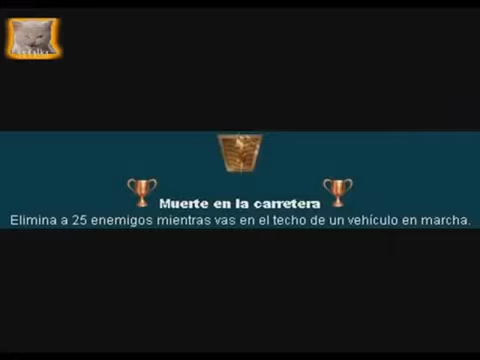 Muerte en la carretera
Elimina a 25 enemigos mientras vas en el techo de un vehículo en marcha.